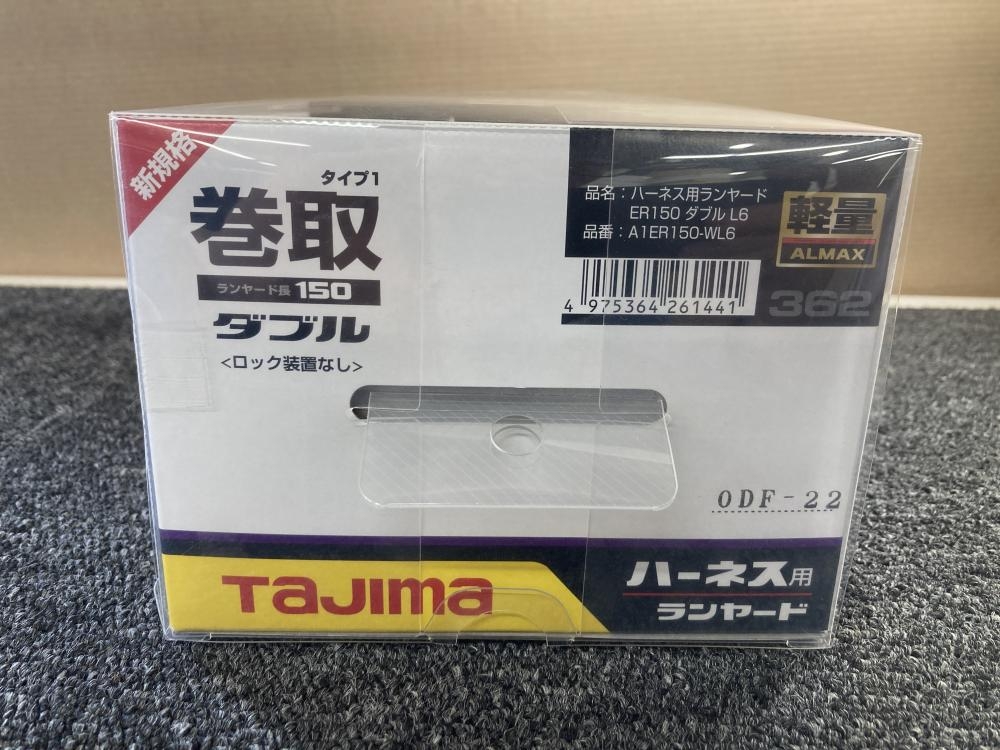 新規格
タイプ1
巻取
ランヤード長 150
ダブル
<ロック装置なし>
品名:ハーネス用ランヤード
ER150 ダブル L6
品番:A1ER150-WL6
軽量
ALMAX
4 975364 261441
362
ODF-22
TAJIMA
ハーネス用
ランヤード